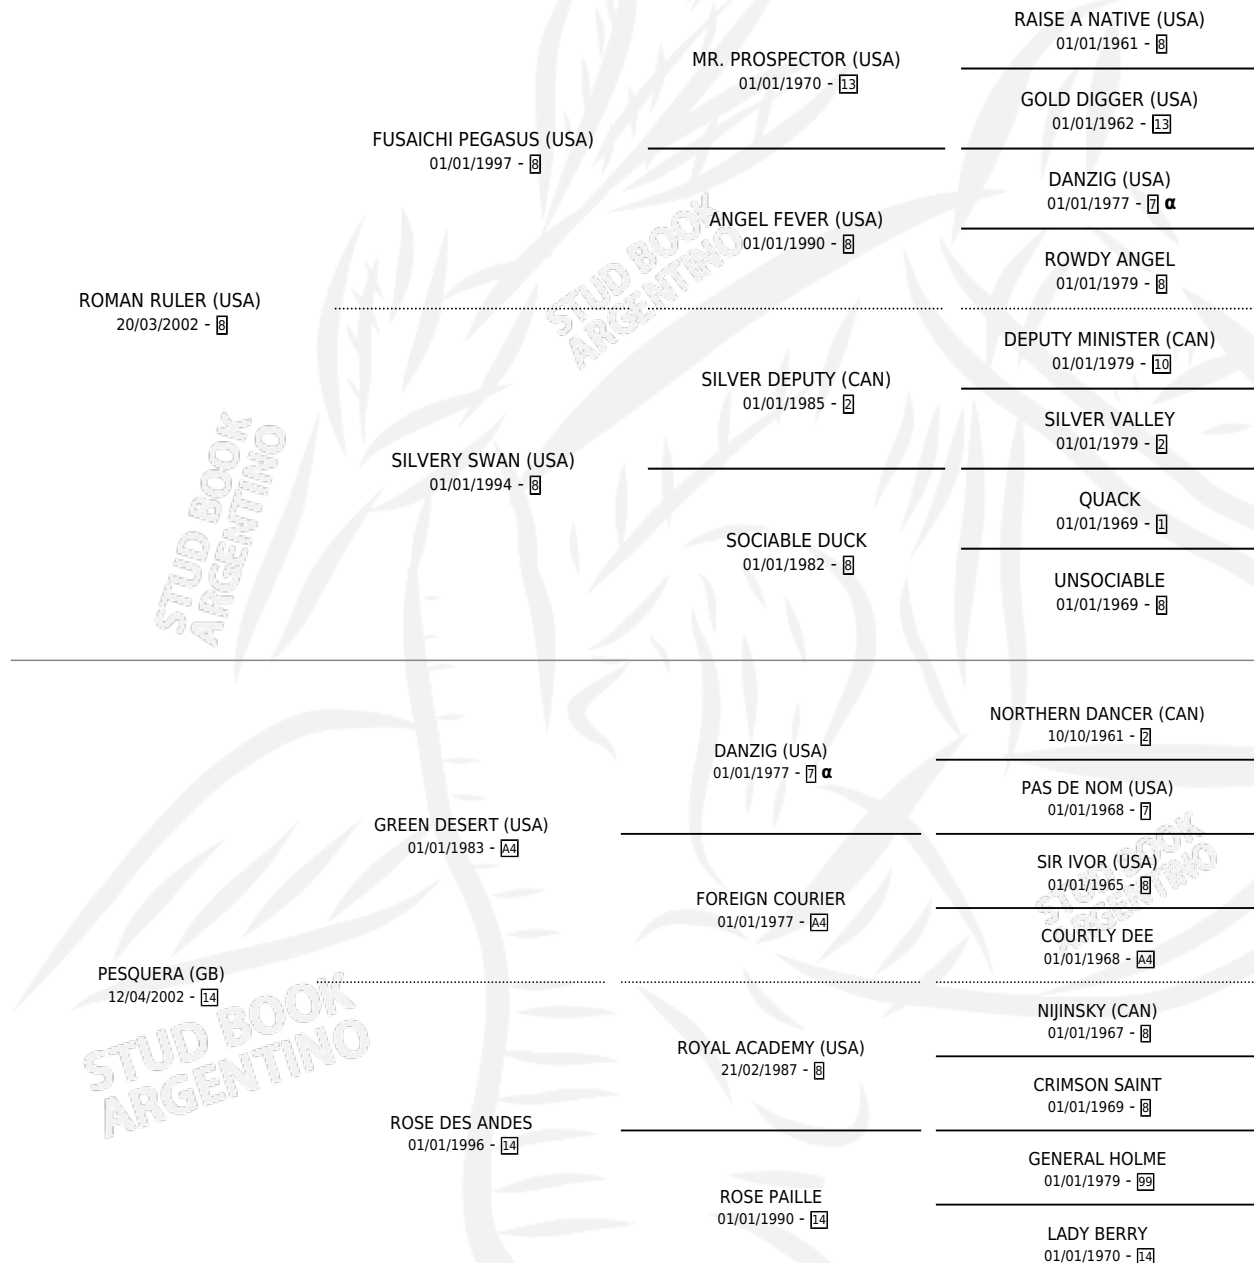 RAISE A NATIVE (USA)
01/01/1961 - 8
MR. PROSPECTOR (USA)
01/01/1970 - 13
GOLD DIGGER (USA)
01/01/1962 - 13
FUSAICHI PEGASUS (USA)
01/01/1997 - 8
DANZIG (USA)
01/01/1977 - 7 α
ANGEL FEVER (USA)
01/01/1990 - 8
ROWDY ANGEL
01/01/1979 - 8
ROMAN RULER (USA)
20/03/2002 - 8
DEPUTY MINISTER (CAN)
01/01/1979 - 10
SILVER DEPUTY (CAN)
01/01/1985 - 2
SILVER VALLEY
01/01/1979 - 2
SILVERY SWAN (USA)
01/01/1994 - 8
QUACK
01/01/1969 - 1
SOCIABLE DUCK
01/01/1982 - 8
UNSOCIABLE
01/01/1969 - 8
NORTHERN DANCER (CAN)
10/10/1961 - 2
DANZIG (USA)
01/01/1977 - 7 α
PAS DE NOM (USA)
01/01/1968 - 7
GREEN DESERT (USA)
01/01/1983 - A4
SIR IVOR (USA)
01/01/1965 - 8
FOREIGN COURIER
01/01/1977 - A4
COURTLY DEE
01/01/1968 - A4
PESQUERA (GB)
12/04/2002 - 14
NIJINSKY (CAN)
01/01/1967 - 8
ROYAL ACADEMY (USA)
21/02/1987 - 8
CRIMSON SAINT
01/01/1969 - 8
ROSE DES ANDES
01/01/1996 - 14
GENERAL HOLME
01/01/1979 - 99
ROSE PAILLE
01/01/1990 - 14
LADY BERRY
01/01/1970 - 14
STUD BOOK
ARGENTINO
STUD BOOK
ARGENTINO
STUD BOOK
ARGENTINO
STUD BOOK
ARGENTINO